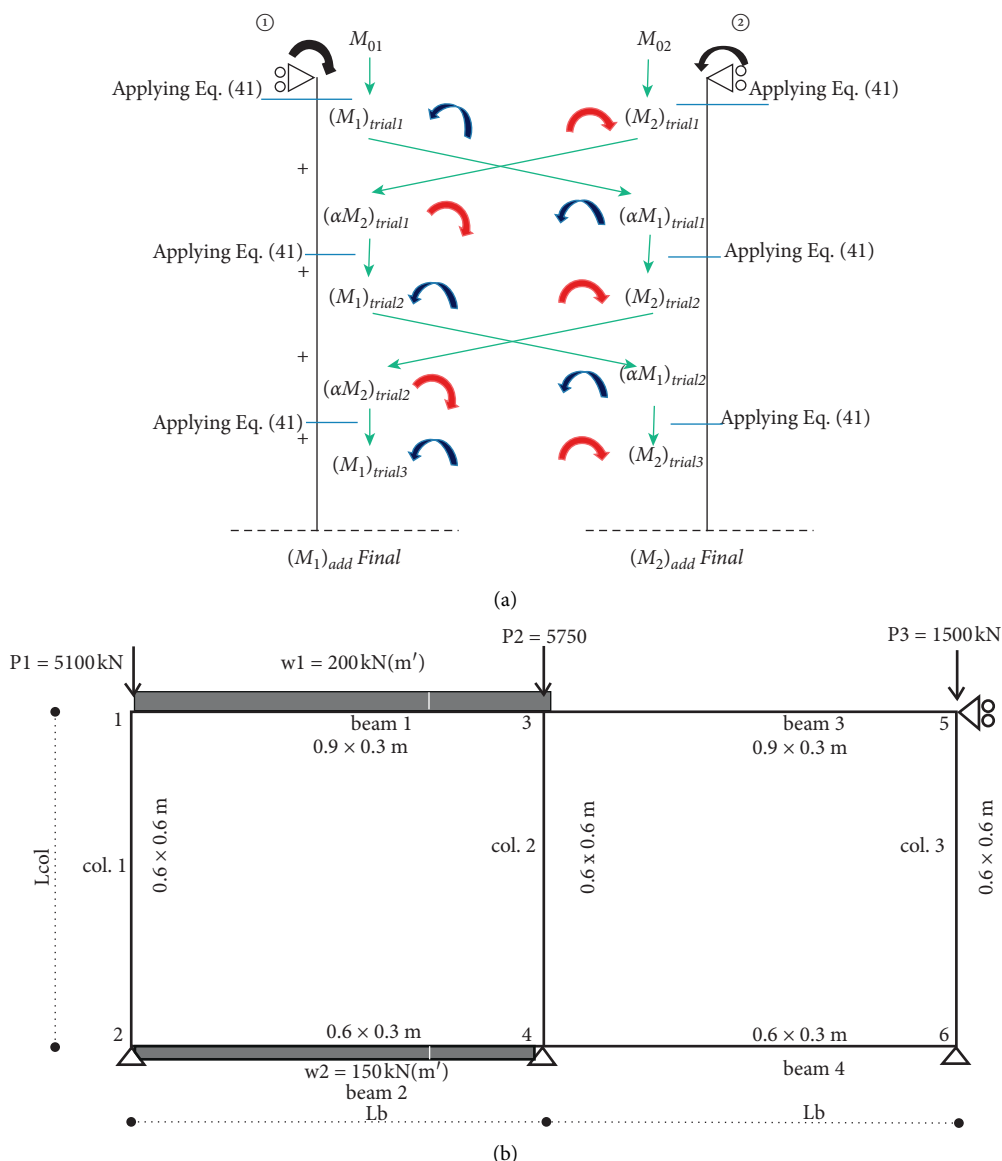 ① ②
M01 M02
Applying Eq. (41) Applying Eq. (41)
(M1)trial1 (M2)trial1
+
(αM2)trial1 (αM1)trial1
Applying Eq. (41) Applying Eq. (41)
+
(M1)trial2 (M2)trial2
+
(αM2)trial2 (αM1)trial2
Applying Eq. (41) Applying Eq. (41)
+
(M1)trial3 (M2)trial3
(M1)add Final (M2)add Final
(a)
P1 = 5100 kN w1 = 200 kN(m′) P2 = 5750 P3 = 1500 kN
1 beam 1 3 beam 3 5
0.9 × 0.3 m 0.9 × 0.3 m
Lcol
col. 1
0.6 × 0.6 m
col. 2
0.6 x 0.6 m
col. 3
0.6 × 0.6 m
2 0.6 × 0.3 m 4 0.6 × 0.3 m 6
w2 = 150 kN(m′)
beam 2 beam 4
Lb Lb
(b)